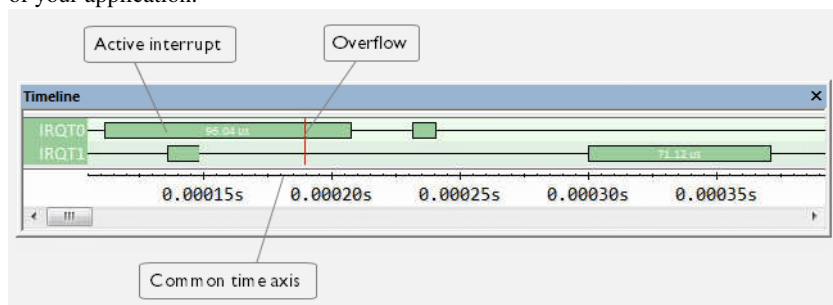 of your application.
Active interrupt
Overflow
Timeline
IRQT0
96.04 us
IRQT1
71.12 us
0.00015s 0.00020s 0.00025s 0.00030s 0.00035s
Common time axis